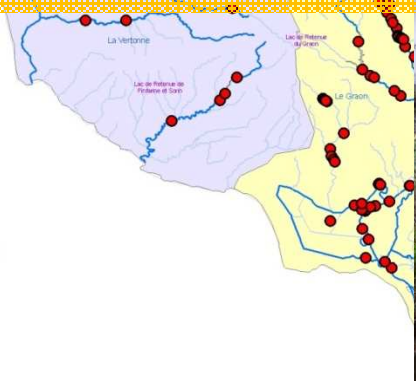 La Vertonne
Lac de Retenue
du Graon
Lac de Retenue de
Finfarine et Sorin
Le Graon